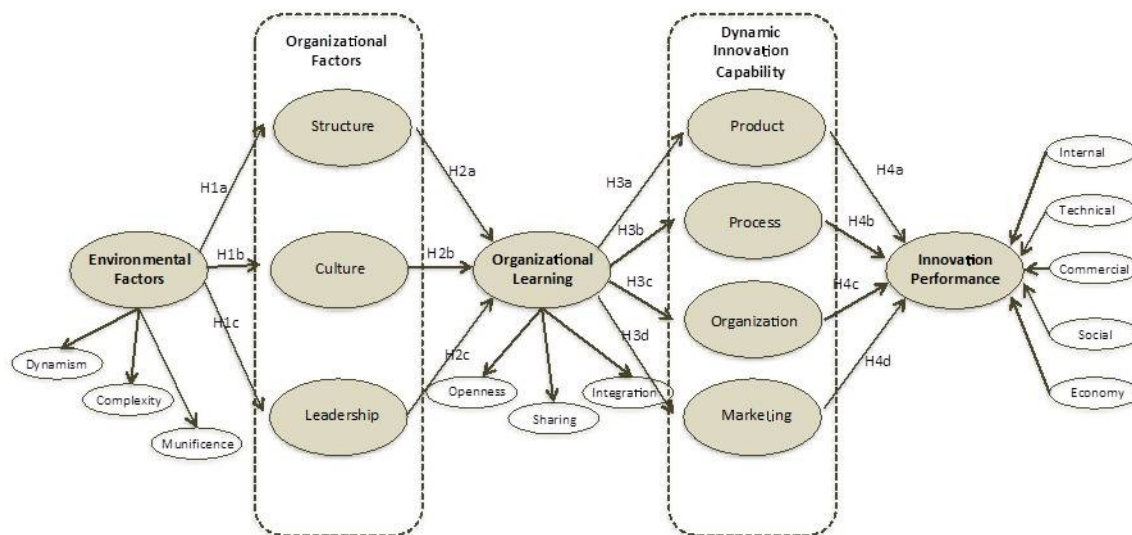 Organizational
Factors
Dynamic
Innovation
Capability
Structure
Product
H1a
H2a
H3a
H4a
Internal
Technical
Process
H3b
H4b
Environmental
Factors
H1b
Culture
H2b
Organizational
Learning
Innovation
Performance
Commercial
H3c
H4c
Organization
H1c
H2c
H3d
H4d
Social
Dynamism
Complexity
Munificence
Leadership
Openness
Sharing
Integration
Marketing
Economy